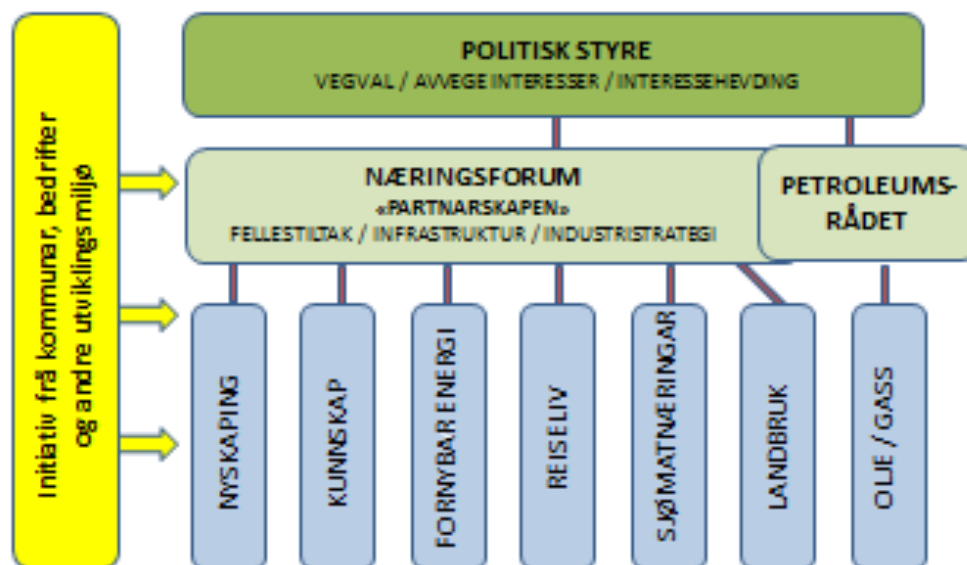 Initiativ frå kommunar, bedrifter
og andre utviklingsmiljø
POLITISK STYRE
VEGVAL / AVVEGE INTERESSER / INTERESSEHEVDING
NÆRINGSFORUM
«PARTNARSKAPEN»
FELLESTILTAK / INFRASTRUKTUR / INDUSTRISTRATEGI
PETROLEUMS-
RÅDET
NYSKAPING
KUNNSKAP
FORNYBAR ENERGI
REISELIV
SJØMATNÆRINGAR
LANDBRUK
OLJE / GASS